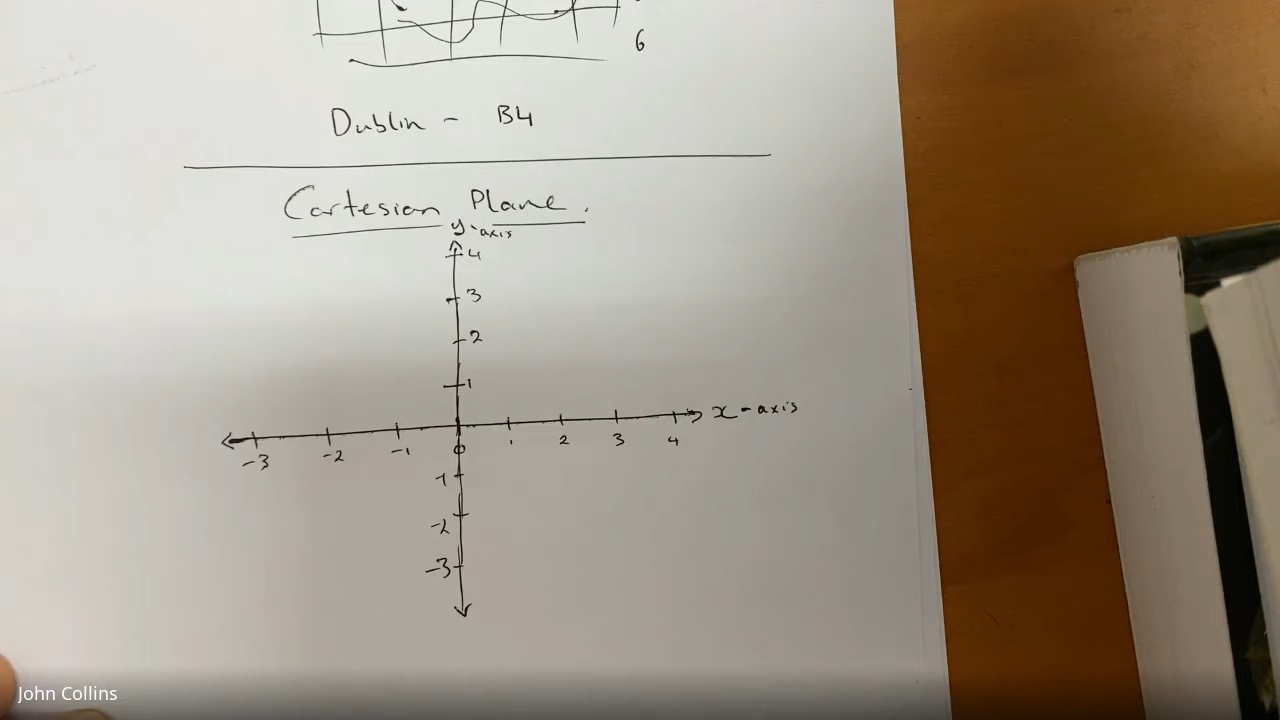 6
Dublin - B4
Cartesian Plane.
y-axis
4
3
2
1
x-axis
-3 -2 -1 0 1 2 3 4
-1
-2
-3
John Collins